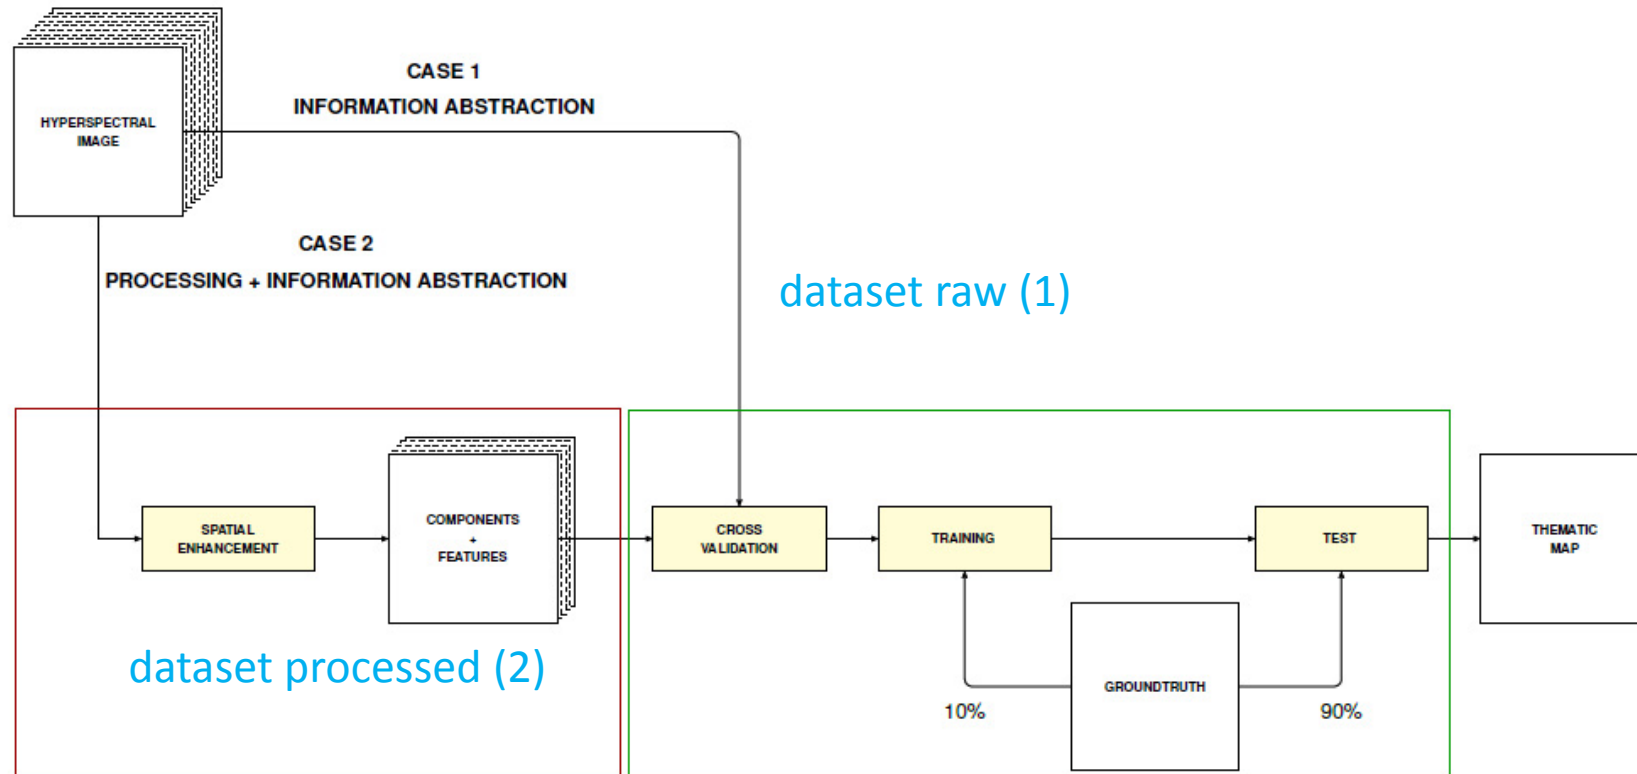 HYPERSPECTRAL
IMAGE
CASE 1
INFORMATION ABSTRACTION
CASE 2
PROCESSING + INFORMATION ABSTRACTION
dataset raw (1)
SPATIAL
ENHANCEMENT
COMPONENTS
+
FEATURES
CROSS
VALIDATION
TRAINING
TEST
THEMATIC
MAP
dataset processed (2)
GROUNDTRUTH
10%
90%